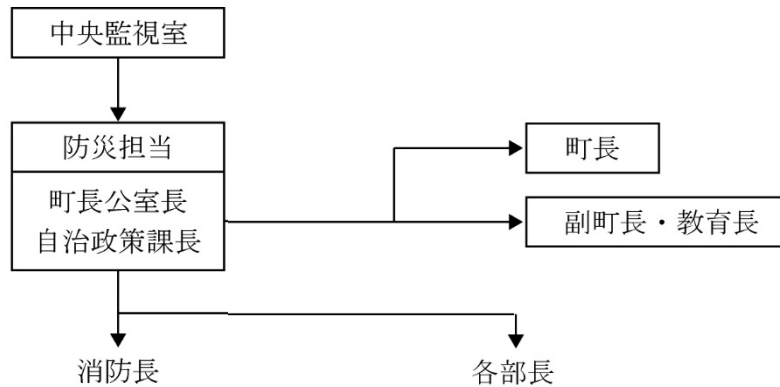 中央監視室
防災担当
町長公室長
自治政策課長
町長
副町長・教育長
消防長
各部長